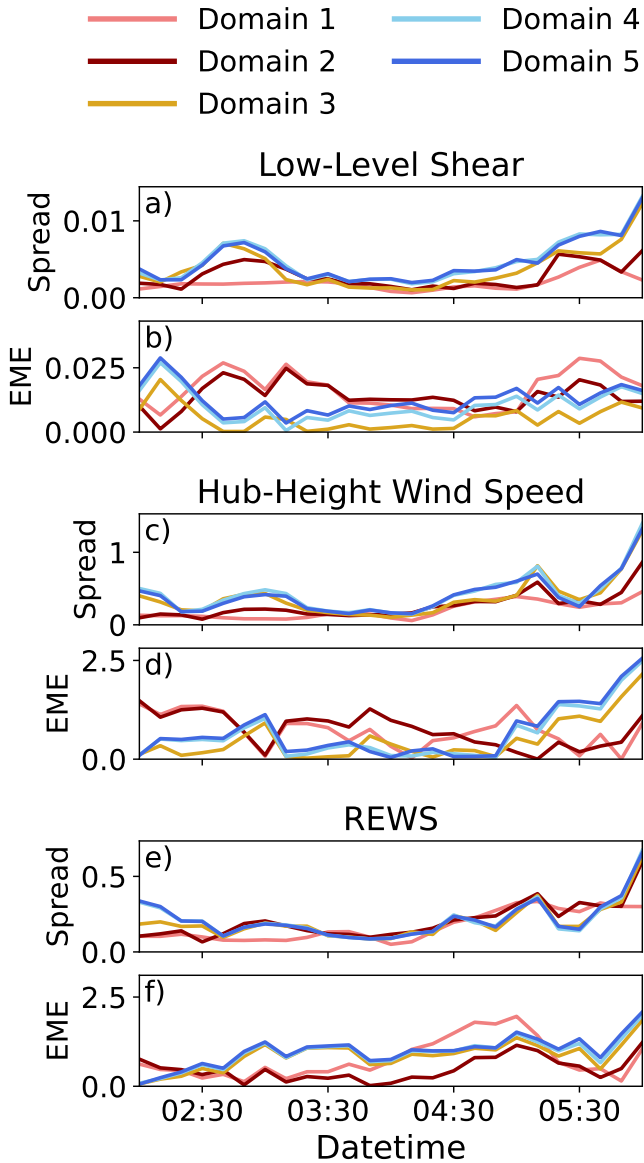 Domain 1
Domain 2
Domain 3
Domain 4
Domain 5
Low-Level Shear
a)
Spread
0.01
0.00
b)
EME
0.025
0.000
Hub-Height Wind Speed
c)
Spread
1
0
d)
EME
2.5
0.0
REWS
e)
Spread
0.5
0.0
f)
EME
2.5
0.0
02:30 03:30 04:30 05:30
Datetime